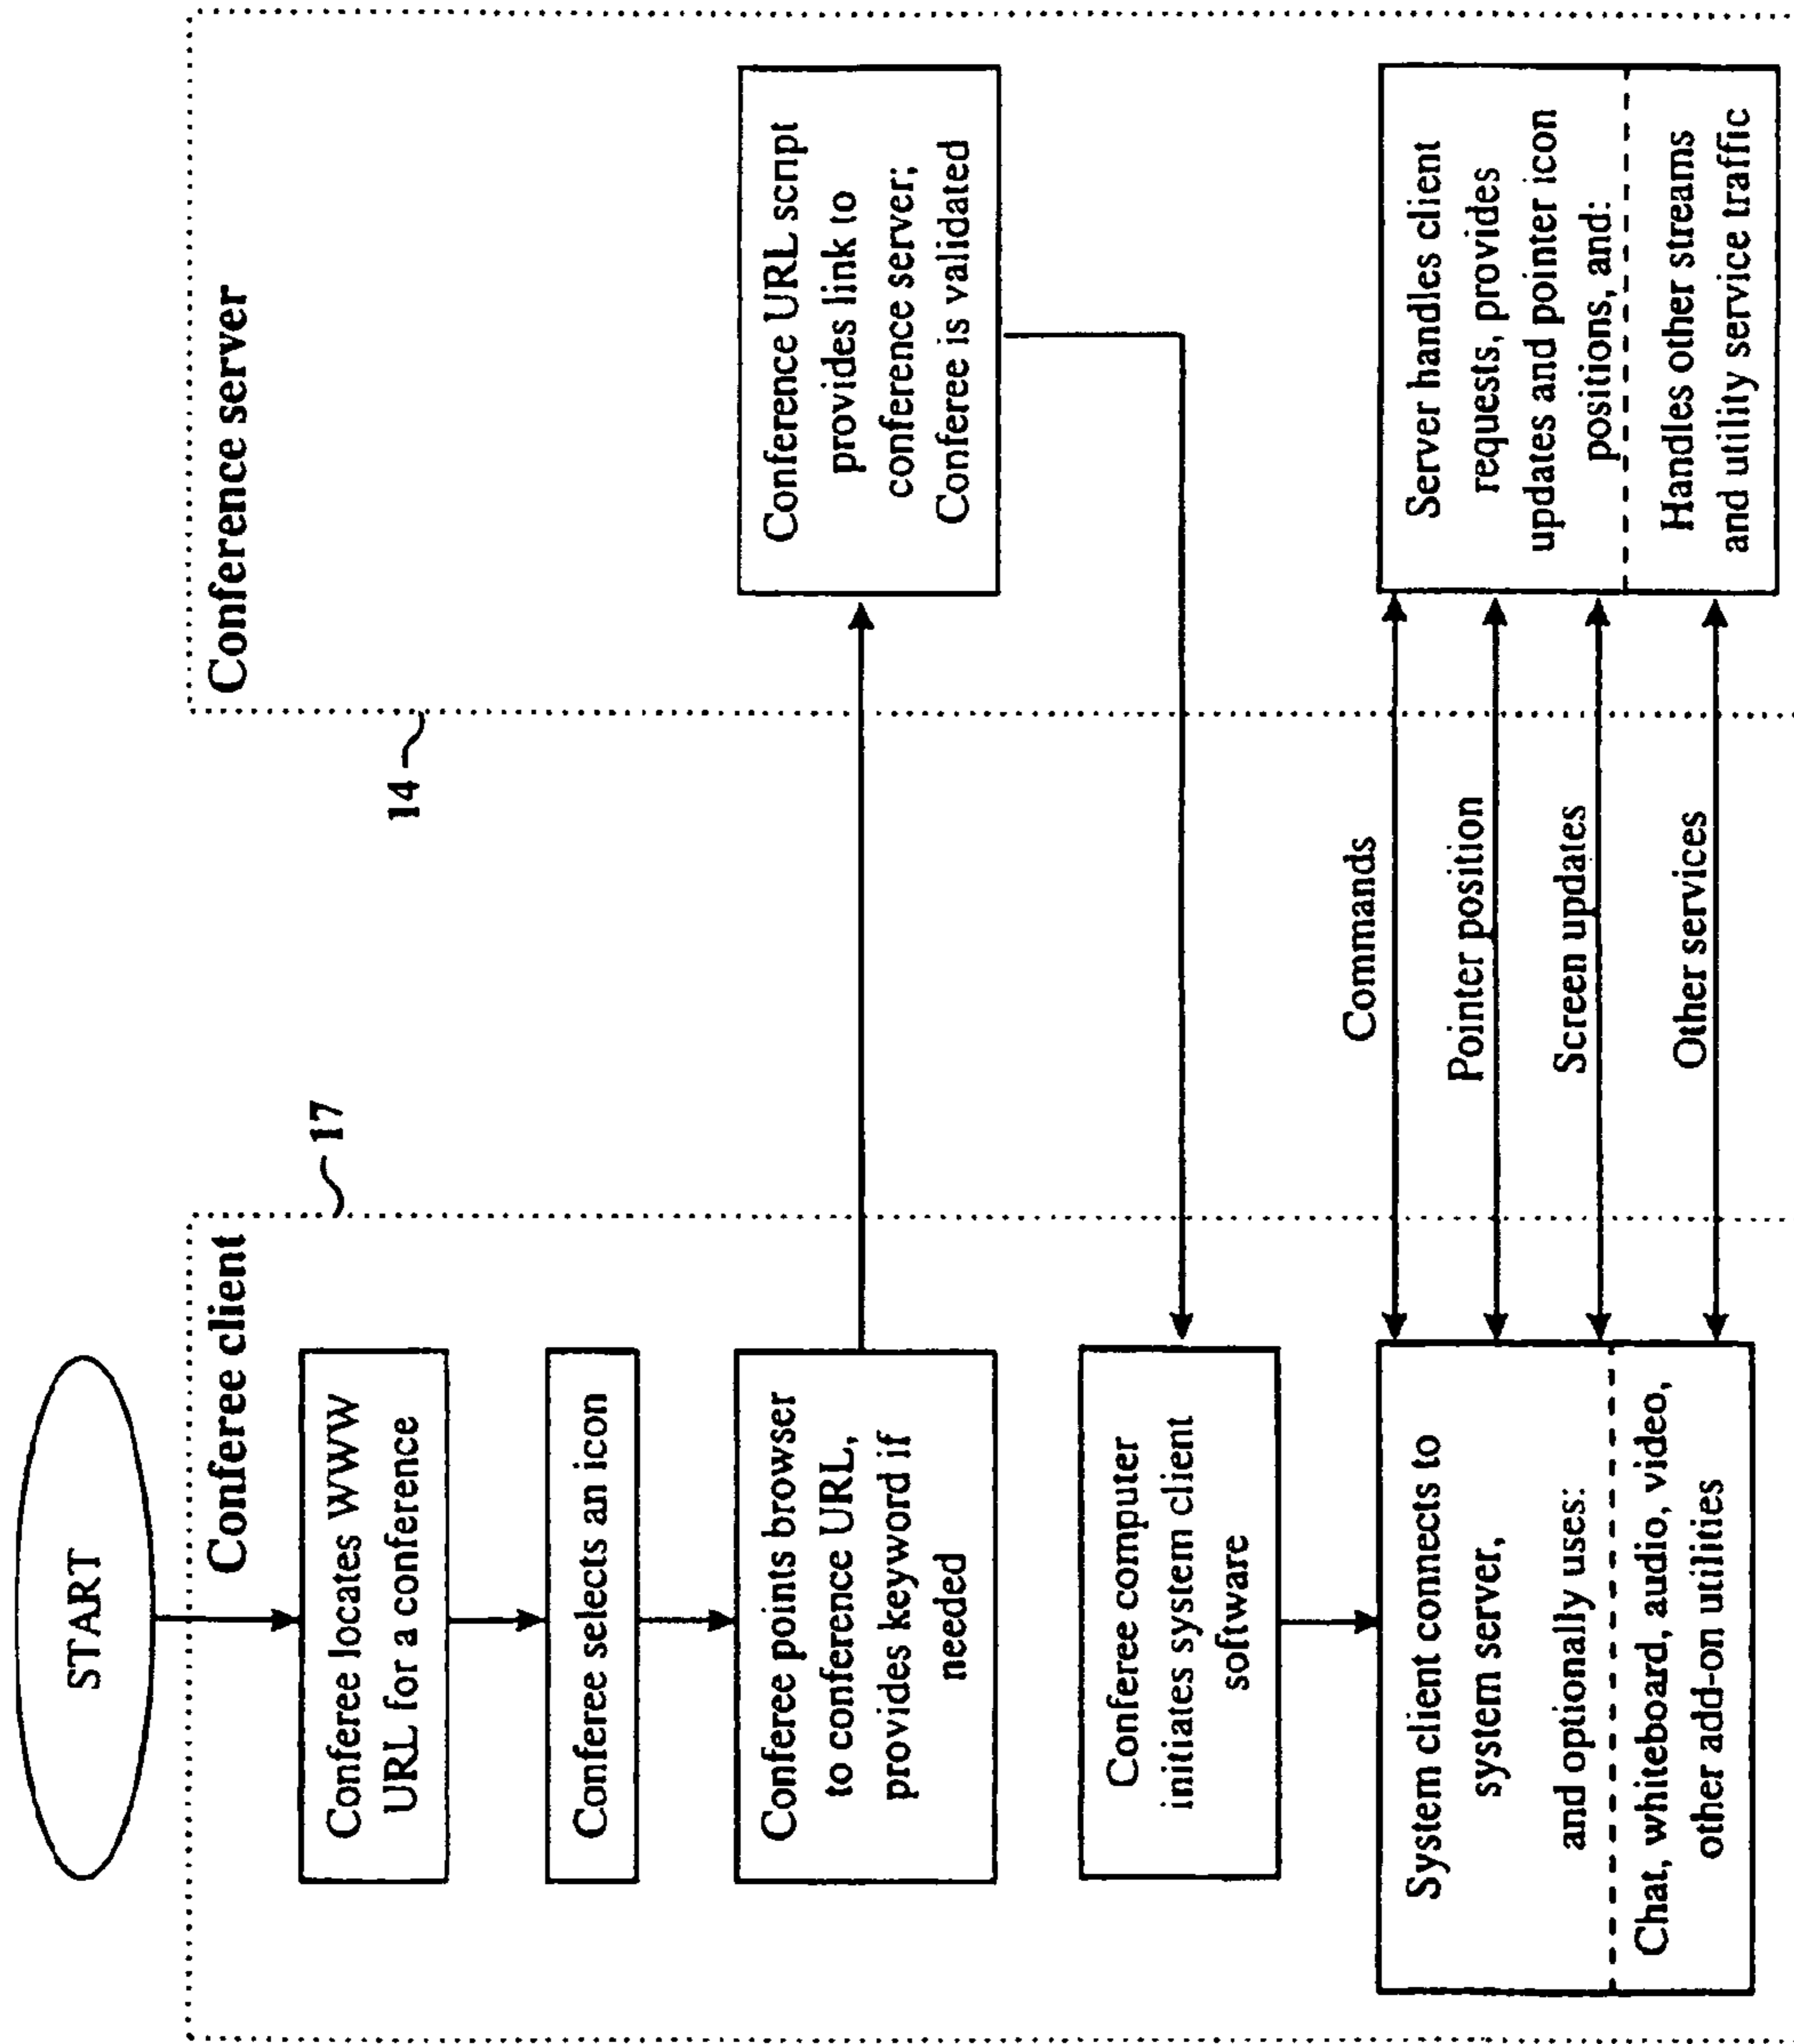 START
Conferee client
17
Conferee locates WWW
URL for a conference
Conferee selects an icon
Conferee points browser
to conference URL,
provides keyword if
needed
Conferee computer
initiates system client
software
System client connects to
system server,
and optionally uses:
Chat, whiteboard, audio, video,
other add-on utilities
Commands
Pointer position
Screen updates
Other services
14
Conference server
Conference URL script
provides link to
conference server;
Conferee is validated
Server handles client
requests, provides
updates and pointer icon
positions, and:
Handles other streams
and utility service traffic